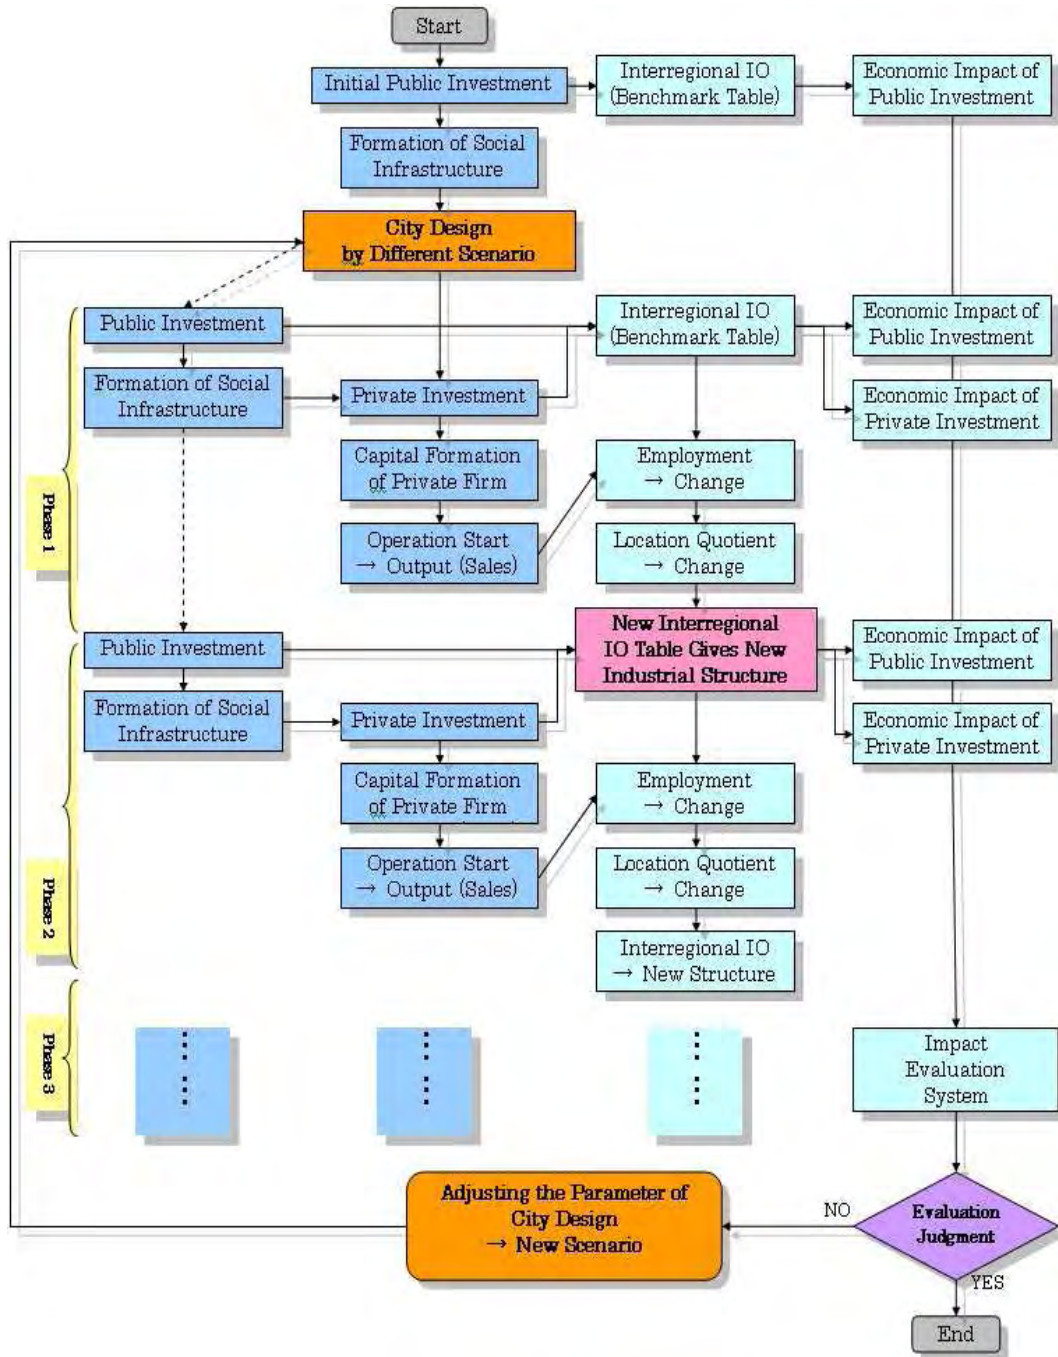 Start
Initial Public Investment
Interregional IO
(Benchmark Table)
Economic Impact of
Public Investment
Formation of Social
Infrastructure
City Design
by Different Scenario
Phase 1
Public Investment
Interregional IO
(Benchmark Table)
Economic Impact of
Public Investment
Formation of Social
Infrastructure
Private Investment
Economic Impact of
Private Investment
Capital Formation
of Private Firm
Employment
→ Change
Operation Start
→ Output (Sales)
Location Quotient
→ Change
Phase 2
Public Investment
New Interregional
IO Table Gives New
Industrial Structure
Economic Impact of
Public Investment
Formation of Social
Infrastructure
Private Investment
Economic Impact of
Private Investment
Capital Formation
of Private Firm
Employment
→ Change
Operation Start
→ Output (Sales)
Location Quotient
→ Change
Interregional IO
→ New Structure
Phase 3
Impact
Evaluation
System
Adjusting the Parameter of
City Design
→ New Scenario
NO
Evaluation
Judgment
YES
End